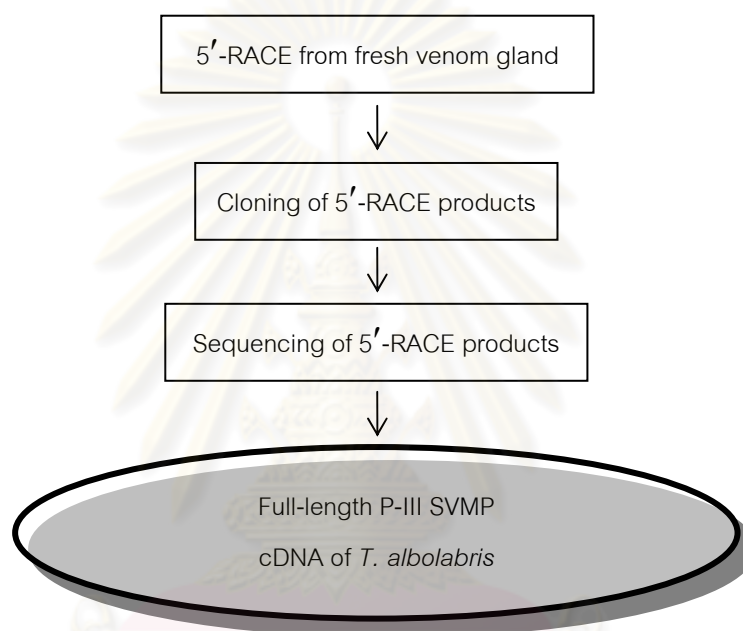 5′-RACE from fresh venom gland
Cloning of 5′-RACE products
Sequencing of 5′-RACE products
Full-length P-III SVMP
cDNA of T. albolabris